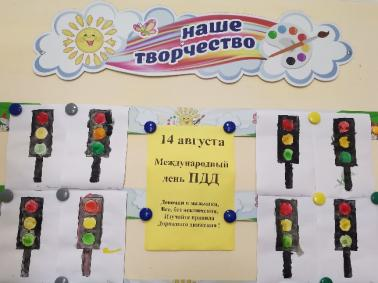 наше
творчество
14 августа
Международный
день ПДД
Девочки и мальчики,
Все, без исключения,
Изучайте правила
Дорожного движения!